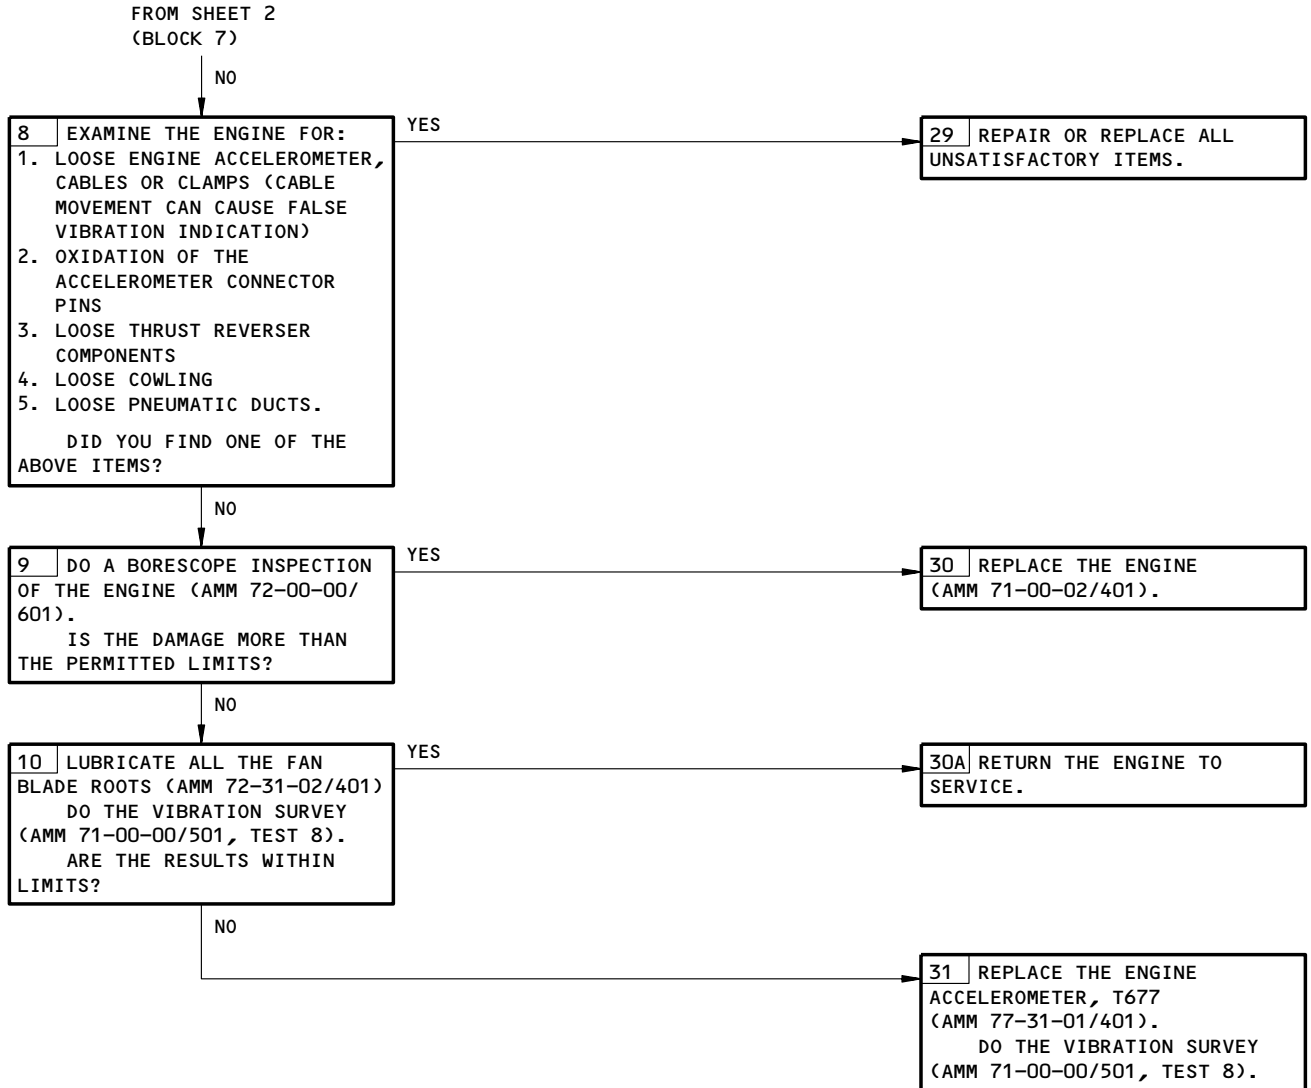 FROM SHEET 2
(BLOCK 7)
NO
8 EXAMINE THE ENGINE FOR:
1. LOOSE ENGINE ACCELEROMETER,
CABLES OR CLAMPS (CABLE
MOVEMENT CAN CAUSE FALSE
VIBRATION INDICATION)
2. OXIDATION OF THE
ACCELEROMETER CONNECTOR
PINS
3. LOOSE THRUST REVERSER
COMPONENTS
4. LOOSE COWLING
5. LOOSE PNEUMATIC DUCTS.
DID YOU FIND ONE OF THE
ABOVE ITEMS?
YES
29 REPAIR OR REPLACE ALL
UNSATISFACTORY ITEMS.
NO
9 DO A BORESCOPE INSPECTION
OF THE ENGINE (AMM 72-00-00/
601).
IS THE DAMAGE MORE THAN
THE PERMITTED LIMITS?
YES
30 REPLACE THE ENGINE
(AMM 71-00-02/401).
NO
10 LUBRICATE ALL THE FAN
BLADE ROOTS (AMM 72-31-02/401)
DO THE VIBRATION SURVEY
(AMM 71-00-00/501, TEST 8).
ARE THE RESULTS WITHIN
LIMITS?
YES
30A RETURN THE ENGINE TO
SERVICE.
NO
31 REPLACE THE ENGINE
ACCELEROMETER, T677
(AMM 77-31-01/401).
DO THE VIBRATION SURVEY
(AMM 71-00-00/501, TEST 8).